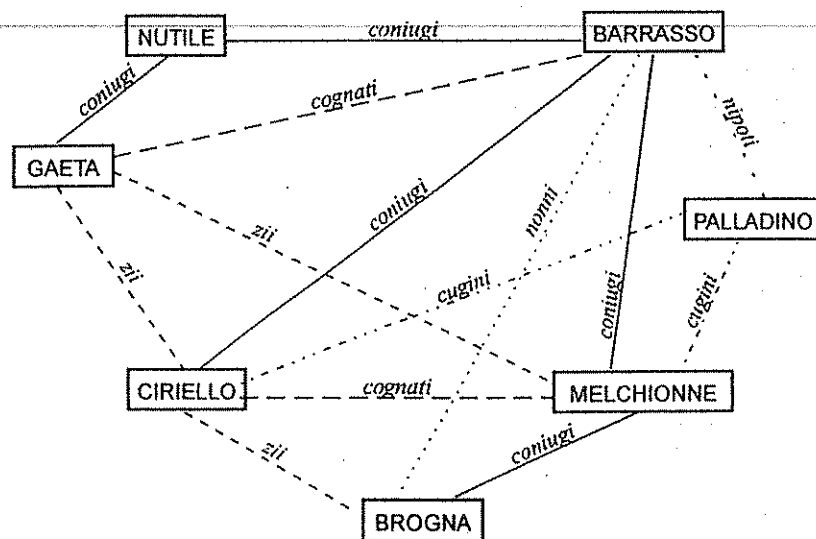 NUTILE
coniugi
BARRASSO
coniugi
cognati
nipoti
GAETA
coniugi
nonni
PALLADINO
zii
zii
cugini
cugini
coniugi
CIRIELLO
cognati
MELCHIONNE
zii
coniugi
BROGNA